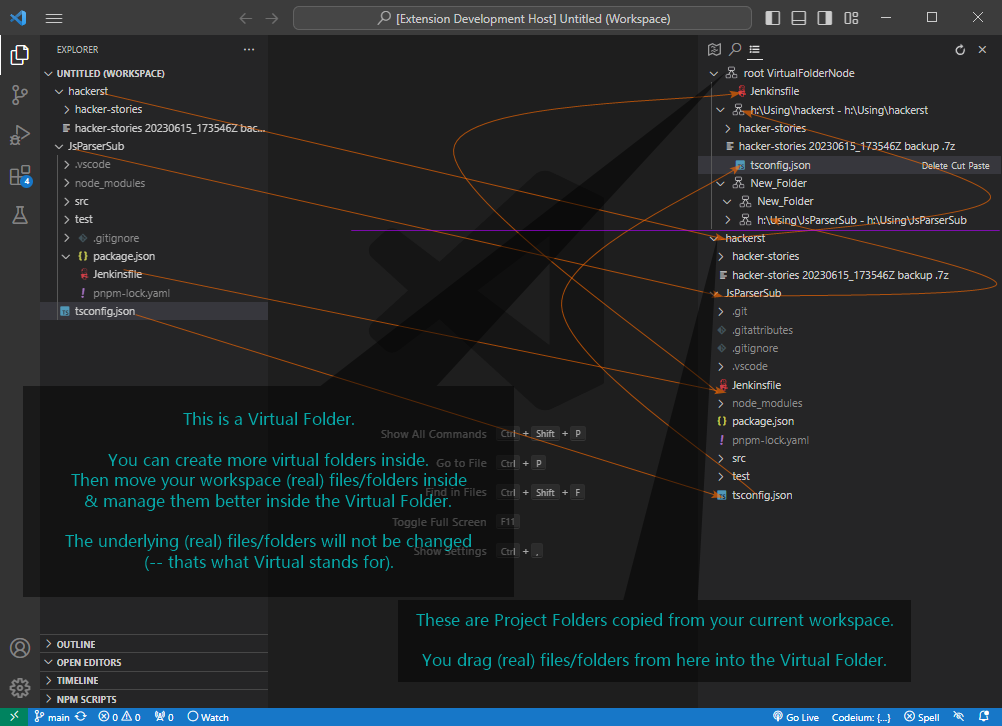 [Extension Development Host] Untitled (Workspace)
EXPLORER
UNTITLED (WORKSPACE)
hackerst
hacker-stories
hacker-stories 20230615_173546Z bac...
JsParserSub
.vscode
node_modules
src
test
.gitignore
package.json
Jenkinsfile
pnpm-lock.yaml
tsconfig.json
OUTLINE
OPEN EDITORS
TIMELINE
NPM SCRIPTS
4
This is a Virtual Folder.
You can create more virtual folders inside.
Then move your workspace (real) files/folders inside
& manage them better inside the Virtual Folder.
The underlying (real) files/folders will not be changed
(-- thats what Virtual stands for).
Show All Commands Ctrl + Shift + P
Go to File Ctrl + P
Find in Files Ctrl + Shift + F
Toggle Full Screen F11
Show Settings Ctrl + ,
These are Project Folders copied from your current workspace.
You drag (real) files/folders from here into the Virtual Folder.
root VirtualFolderNode
Jenkinsfile
h:\Using\hackerst - h:\Using\hackerst
hacker-stories
hacker-stories 20230615_173546Z backup .7z
tsconfig.json Delete Cut Paste
New_Folder
New_Folder
h:\Using\JsParserSub - h:\Using\JsParserSub
hackerst
hacker-stories
hacker-stories 20230615_173546Z backup .7z
JsParserSub
.git
.gitattributes
.gitignore
.vscode
Jenkinsfile
node_modules
package.json
pnpm-lock.yaml
src
test
tsconfig.json
main 0 0 0 Watch Go Live Codeium: {...} Spell